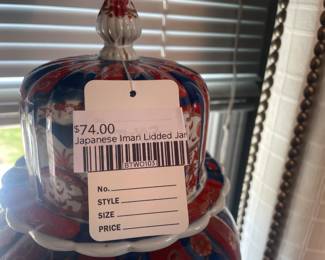 $74.00
Japanese Imari Lidded Jar
No.
STYLE
SIZE
PRICE